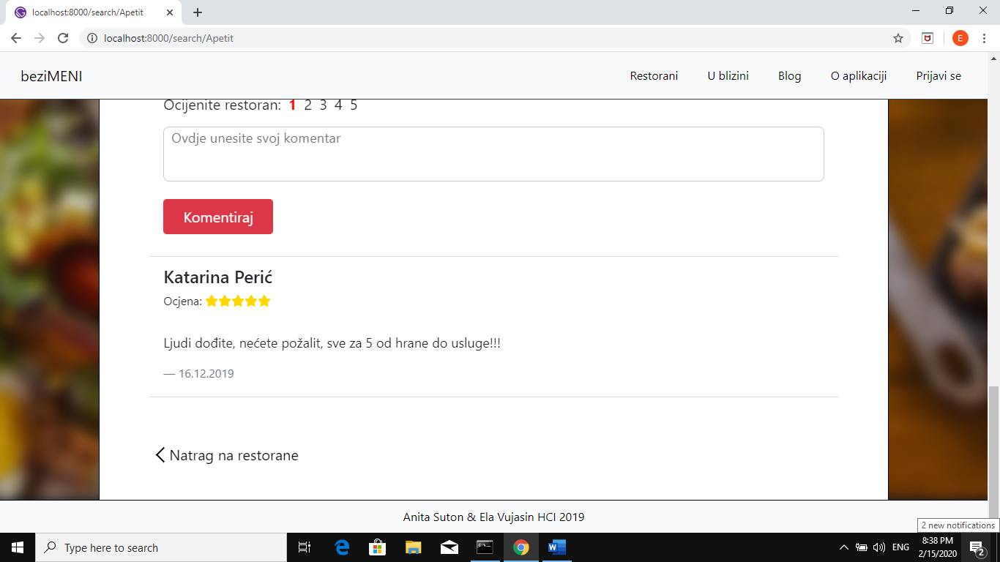 localhost:8000/search/Apetit
localhost:8000/search/Apetit
E
beziMENI
Restorani
U blizini
Blog
O aplikaciji
Prijavi se
Ocijenite restoran: 1 2 3 4 5
Ovdje unesite svoj komentar
Komentiraj
Katarina Perić
Ocjena:
Ljudi dođite, nećete požalit, sve za 5 od hrane do usluge!!!
— 16.12.2019
Natrag na restorane
Anita Suton & Ela Vujasin HCI 2019
2 new notifications
Type here to search
ENG
8:38 PM
2/15/2020
2